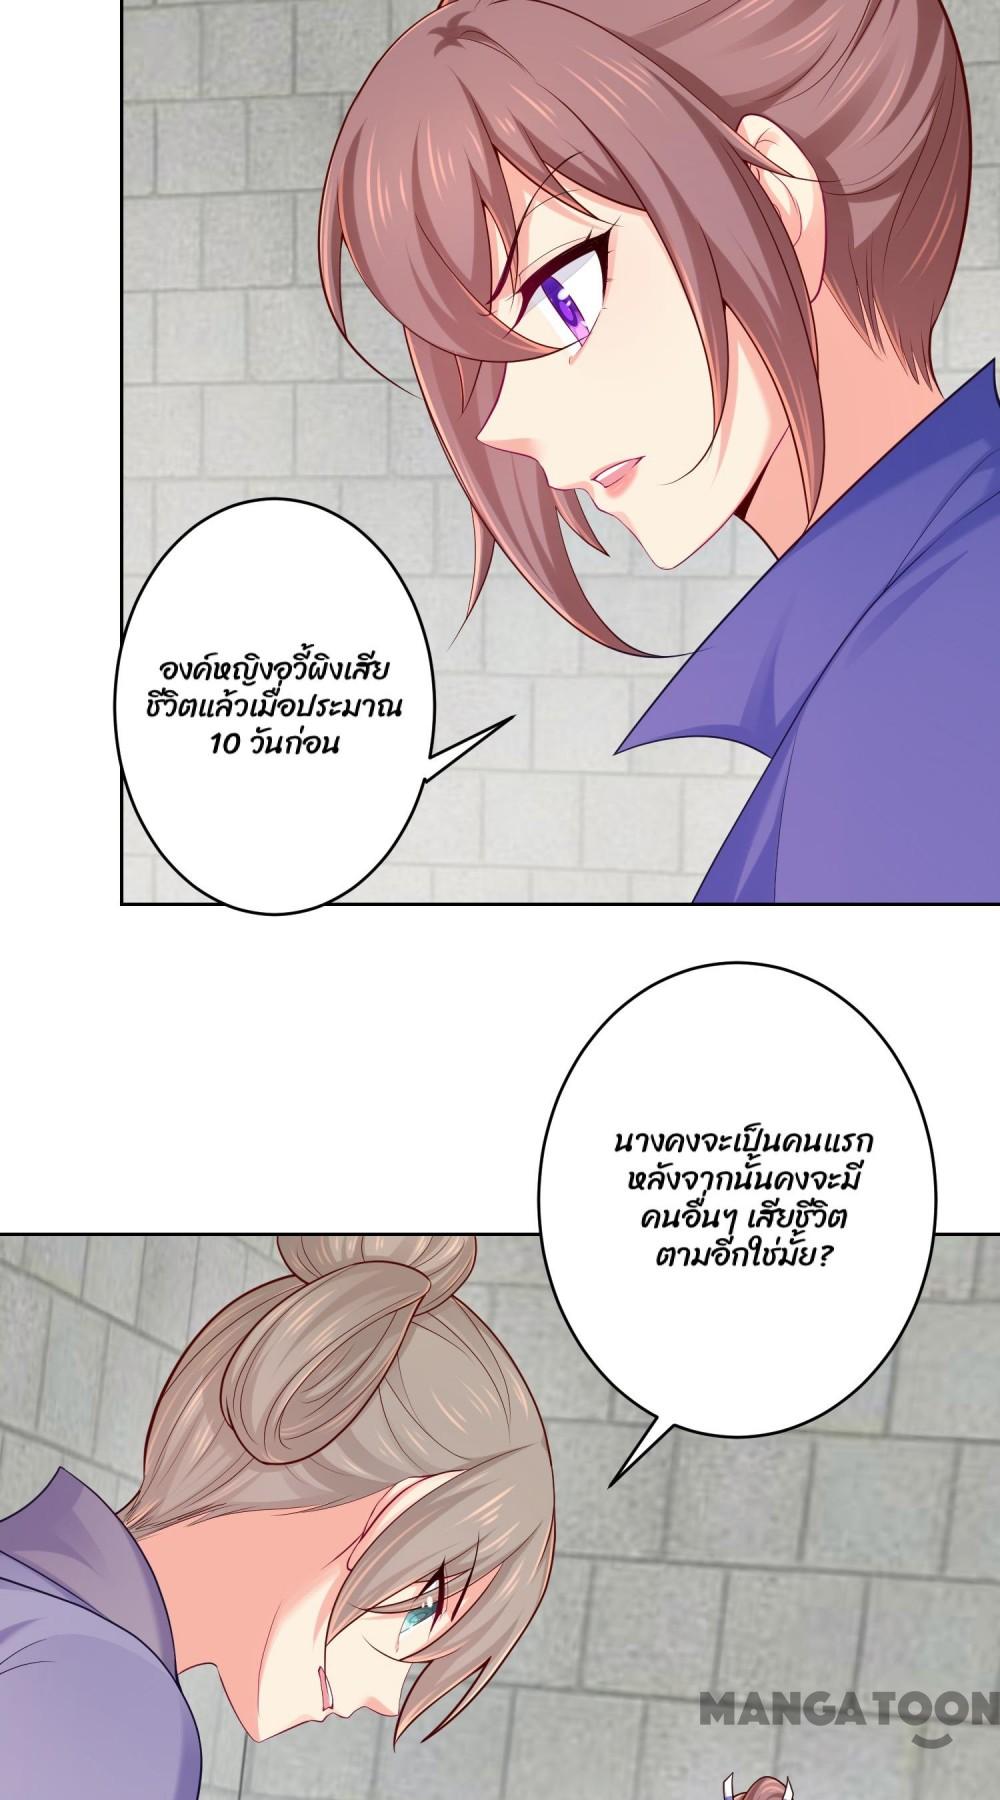 องค์หญิงอวี้ผิงเสีย
ชีวิตแล้วเมื่อประมาณ
10 วันก่อน
นางคงจะเป็นคนแรก
หลังจากนั้นคงจะมี
คนอื่นๆ เสียชีวิต
ตามอีกใช่มั้ย?
MANGATOON